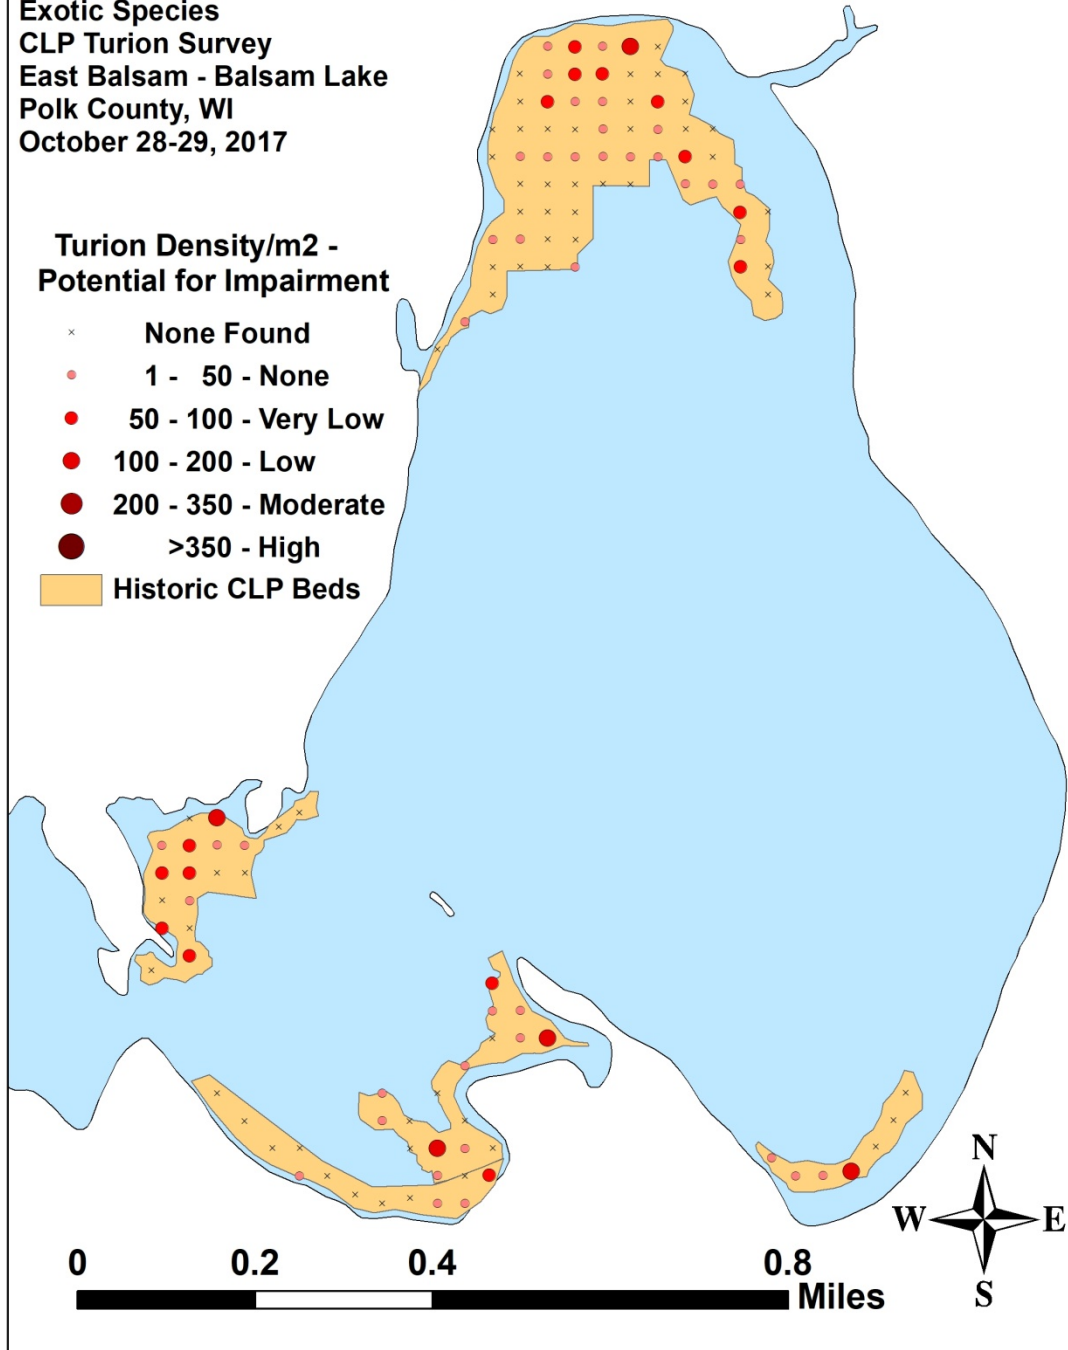 Exotic Species
CLP Turion Survey
East Balsam - Balsam Lake
Polk County, WI
October 28-29, 2017
Turion Density/m2 -
Potential for Impairment
None Found
1 - 50 - None
50 - 100 - Very Low
100 - 200 - Low
200 - 350 - Moderate
>350 - High
Historic CLP Beds
N
W E
S
0 0.2 0.4 0.8
Miles